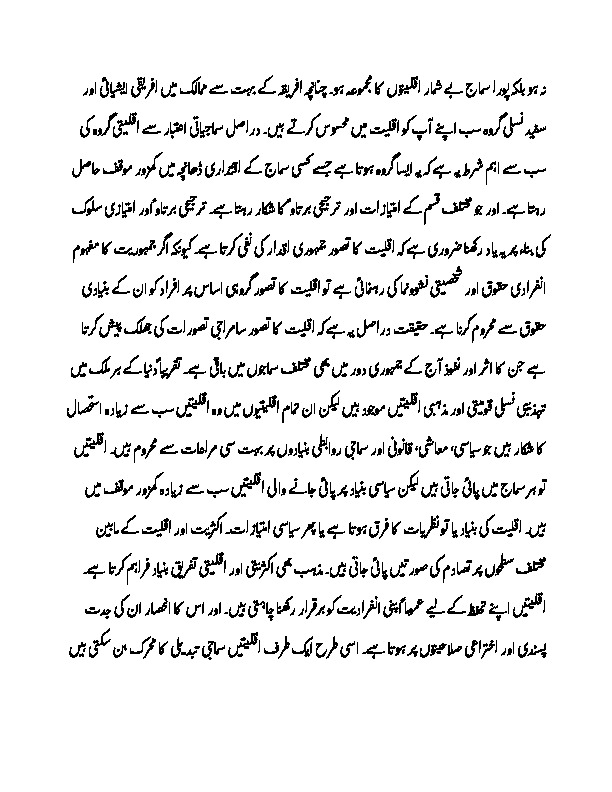 نہ ہو بلکہ پورا سماج بے شمار اقلیتوں کا مجموعہ ہو۔ چنانچہ افریقہ کے بہت سے ممالک میں افریقی ایشیائی اور
سفید نسلی گروہ سب اپنے آپ کو اقلیت میں محسوس کرتے ہیں۔ دراصل سماجیاتی اعتبار سے اقلیتی گروہ کی
سب سے اہم شرط یہ ہے کہ یہ ایسا گروہ ہوتا ہے جسے کسی سماج کے اقتداری ڈھانچہ میں کمزور موقف حاصل
رہتا ہے۔ اور جو مختلف قسم کے امتیازات اور ترجیحی برتاو کا شکار رہتا ہے۔ ترجیحی برتاو اور امتیازی سلوک
کی بناء پر یہ یاد رکھنا ضروری ہے کہ اقلیت کا تصور جمہوری اقدار کی نفی کرتا ہے۔ کیونکہ اگر جمہوریت کا مفہوم
انفرادی حقوق اور شخصیتی نشوونما کی رہنمائی ہے تو اقلیت کا تصور گروہی اساس پر افراد کو ان کے بنیادی
حقوق سے محروم کرنا ہے۔ حقیقت دراصل یہ ہے کہ اقلیت کا تصور سامراجی تصورات کی جھلک پیش کرتا
ہے جن کا اثر اور نفوذ آج کے جمہوری دور میں بھی مختلف سماجوں میں باقی ہے۔ تقریباً دنیا کے ہر ملک میں
تہذیبی نسلی قومیتی اور مذہبی اقلیتیں موجود ہیں لیکن ان تمام اقلیتیوں میں وہ اقلیتیں سب سے زیادہ استحصال
کا شکار ہیں جو سیاسی، معاشی، قانونی اور سماجی روابطی بنیادوں پر بہت سی مراعات سے محروم ہیں۔ اقلیتیں
تو ہر سماج میں پائی جاتی ہیں لیکن سیاسی بنیاد پر پائی جانے والی اقلیتیں سب سے زیادہ کمزور موقف میں
ہیں۔ اقلیت کی بنیاد یا تو نظریات کا فرق ہوتا ہے یا پھر سیاسی امتیازات۔ اکثریت اور اقلیت کے مابین
مختلف سطحوں پر تصادم کی صورتیں پائی جاتی ہیں۔ مذہب بھی اکثریتی اور اقلیتی تفریق بنیاد فراہم کرتا ہے۔
اقلیتیں اپنے تحفظ کے لیے عموماً اپنی انفرادیت کو برقرار رکھنا چاہتی ہیں۔ اور اس کا انحصار ان کی جدت
پسندی اور اختراعی صلاحیتوں پر ہوتا ہے۔ اسی طرح ایک طرف اقلیتیں سماجی تبدیلی کا محرک بن سکتی ہیں